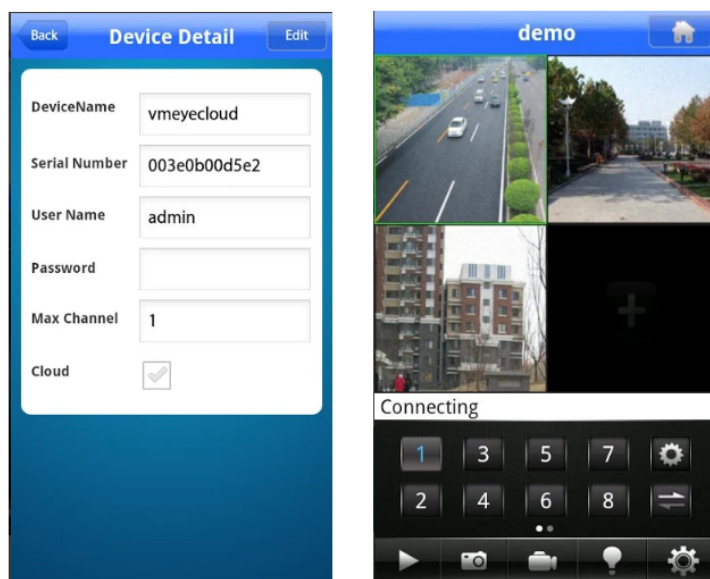 Back Device Detail Edit
DeviceName vmeyecloud
Serial Number 003e0b00d5e2
User Name admin
Password
Max Channel 1
Cloud
demo
Connecting
1 3 5 7
2 4 6 8